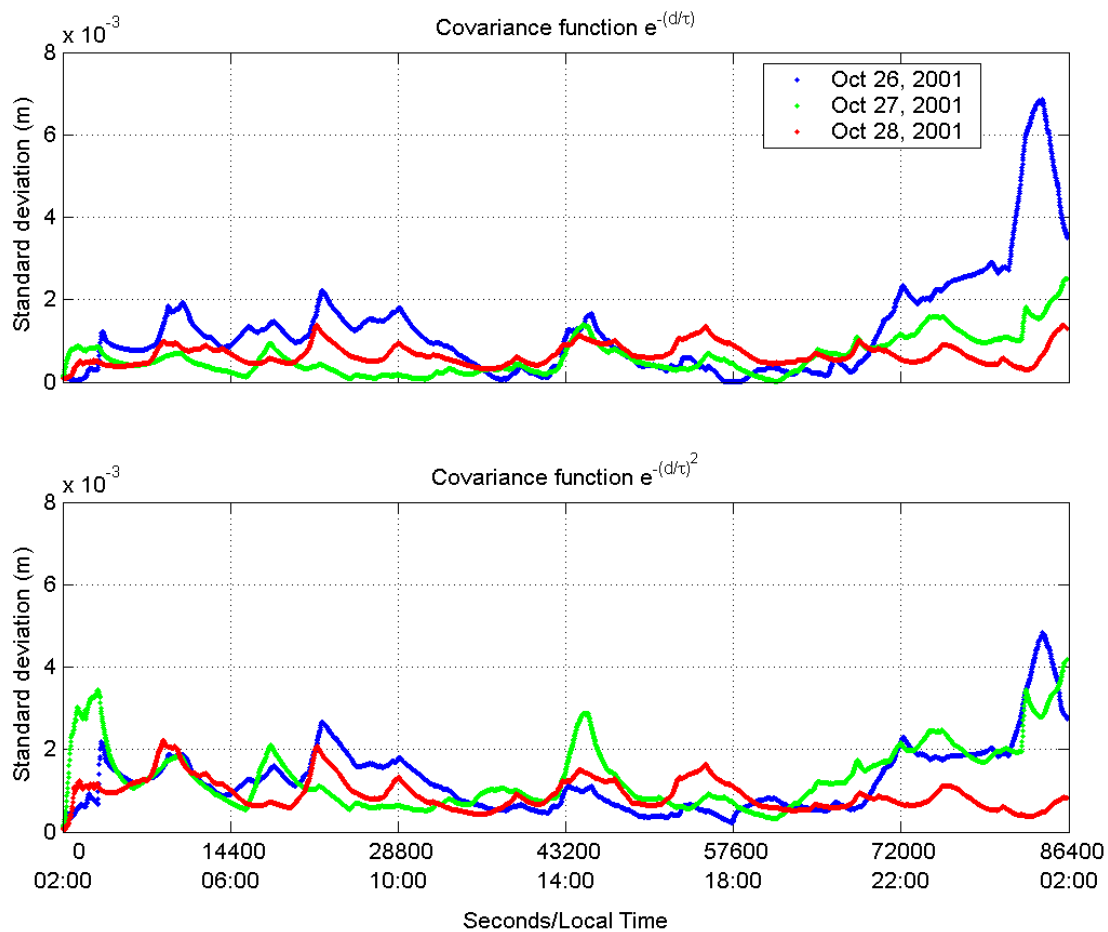 x 10⁻³
Covariance function e^-(d/τ)
8
6
4
2
0
Standard deviation (m)
Oct 26, 2001
Oct 27, 2001
Oct 28, 2001
x 10⁻³
Covariance function e^-(d/τ)²
8
6
4
2
0
Standard deviation (m)
0 14400 28800 43200 57600 72000 86400
02:00 06:00 10:00 14:00 18:00 22:00 02:00
Seconds/Local Time